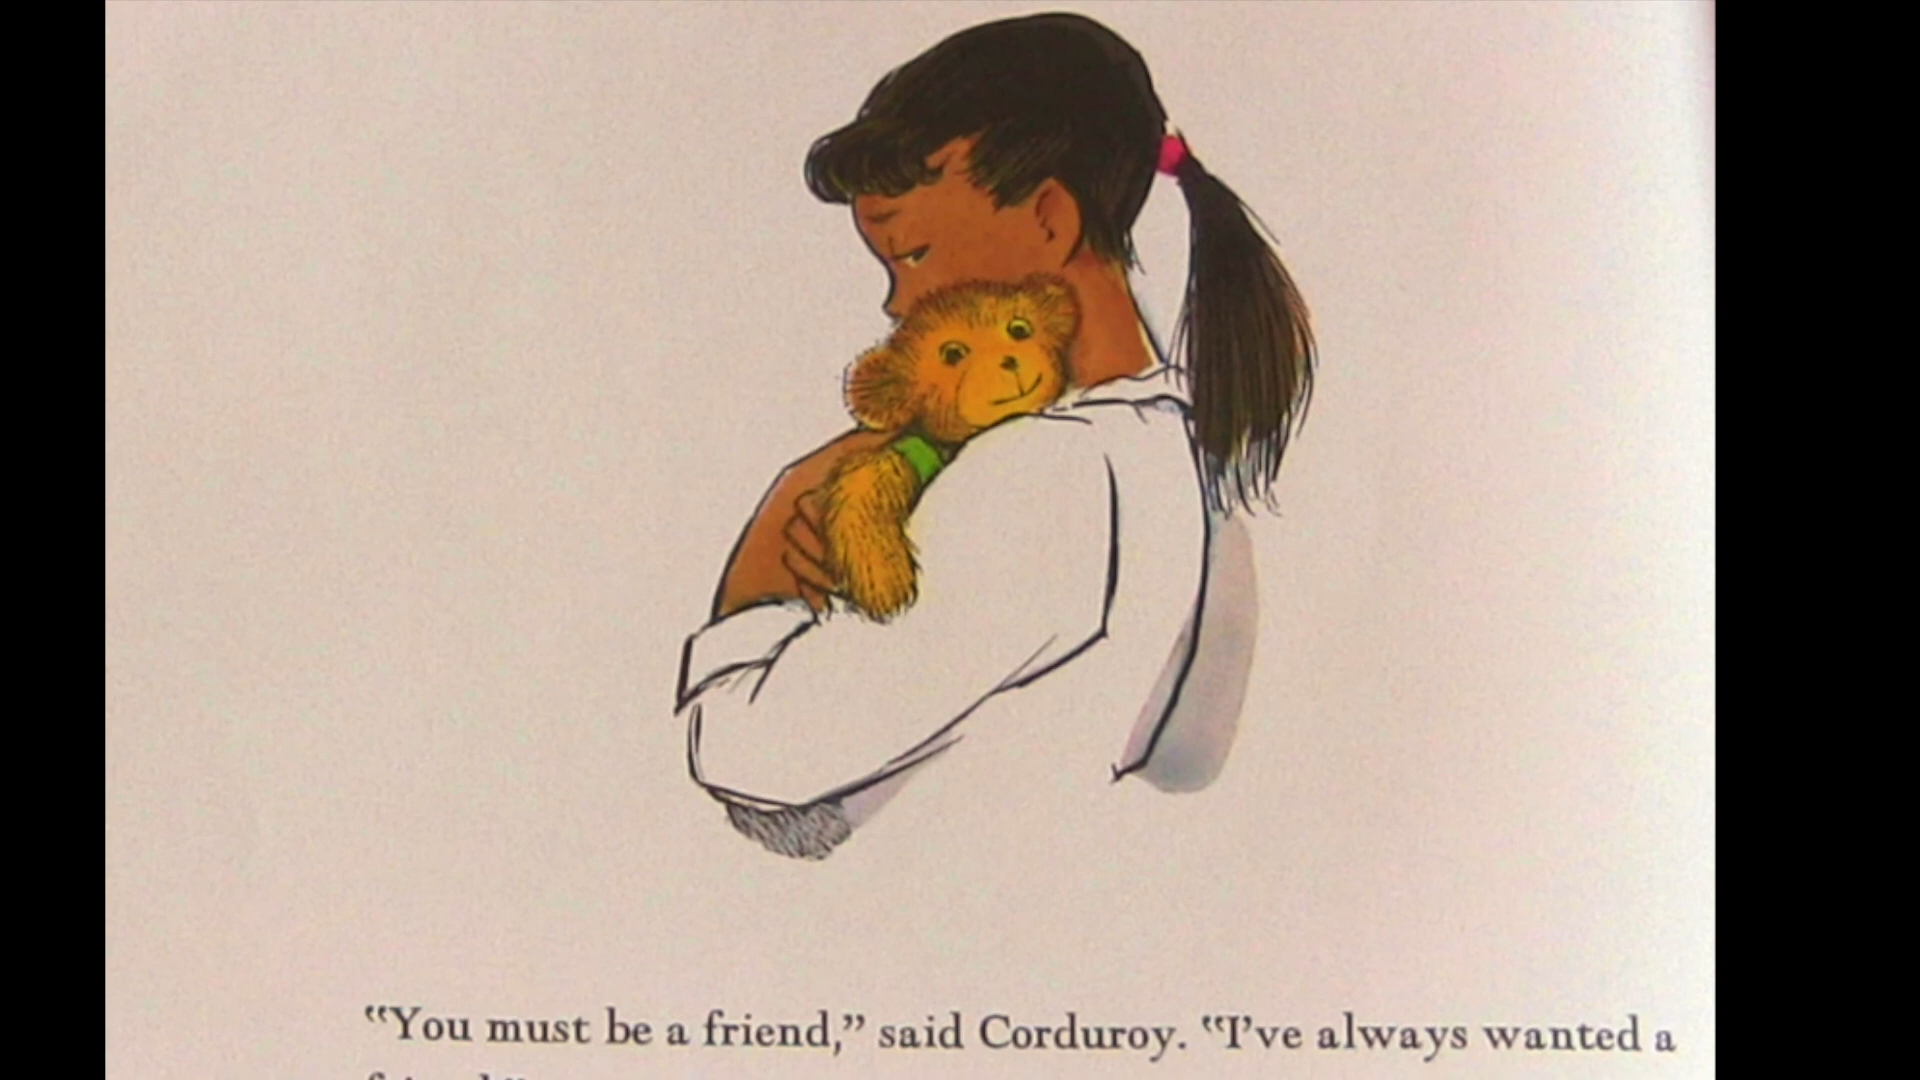 “You must be a friend,” said Corduroy. “I’ve always wanted a